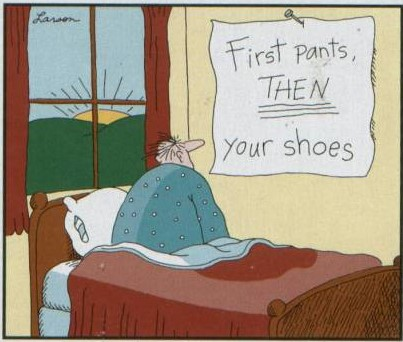 Larson
First pants,
THEN
your shoes